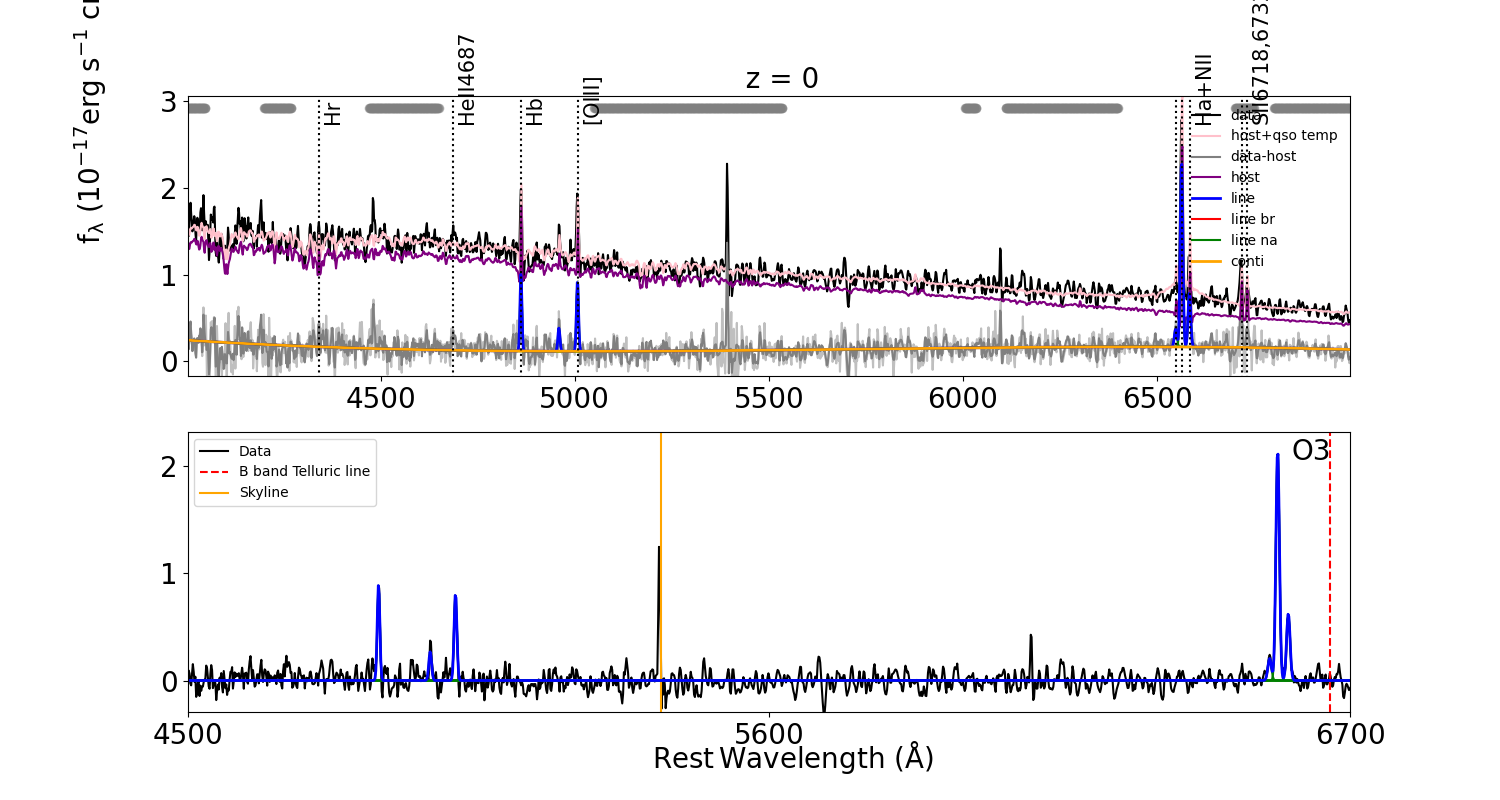 z = 0
f_λ (10^−17 erg s^−1 c
Hr
HeII4687
Hb
[OIII]
Ha+NII
SII6718,673
data
host+qso temp
data-host
host
line
line br
line na
conti
3
2
1
0
4500 5000 5500 6000 6500
Data
B band Telluric line
Skyline
O3
2
1
0
4500 5600 6700
Rest Wavelength (Å)